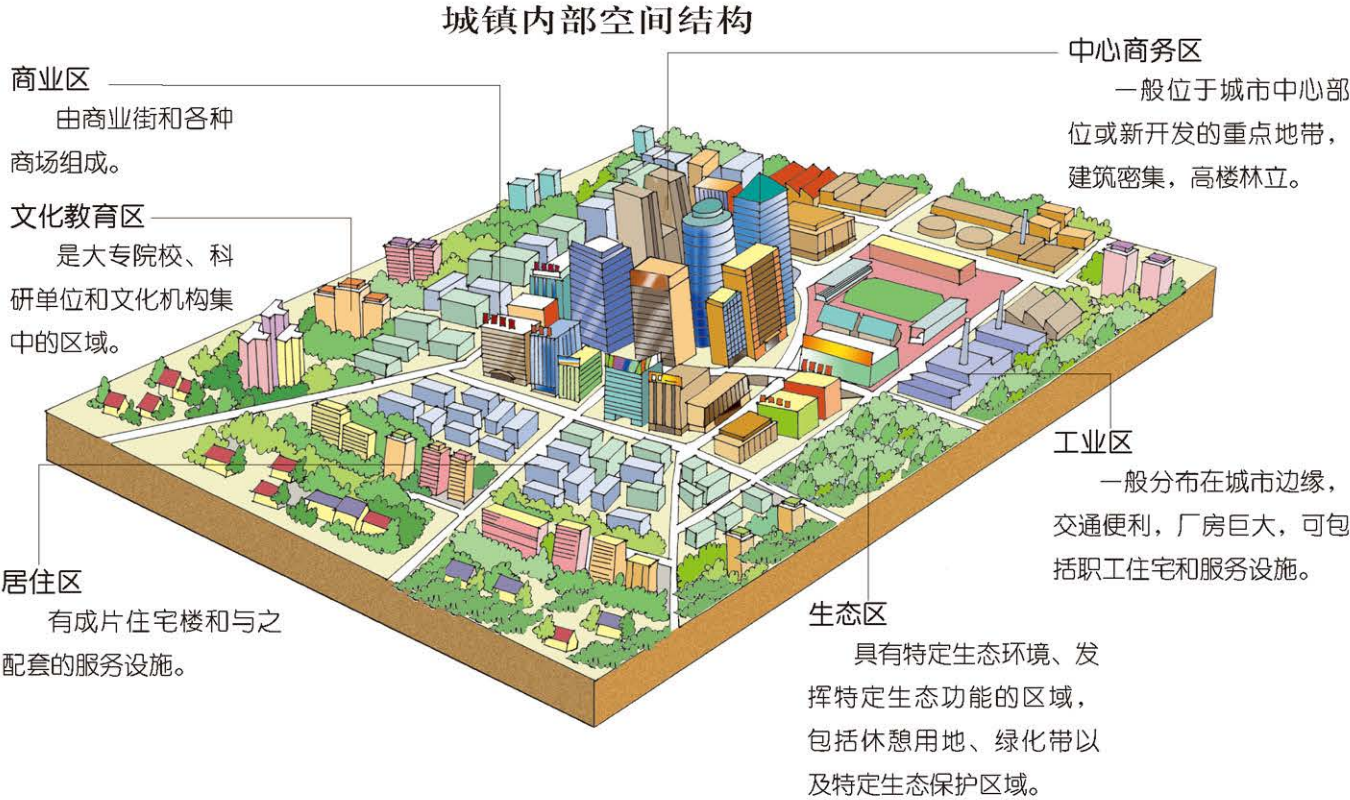 城镇内部空间结构
商业区
由商业街和各种
商场组成。
文化教育区
是大专院校、科
研单位和文化机构集
中的区域。
居住区
有成片住宅楼和与之
配套的服务设施。
中心商务区
一般位于城市中心部
位或新开发的重点地带，
建筑密集，高楼林立。
工业区
一般分布在城市边缘，
交通便利，厂房巨大，可包
括职工住宅和服务设施。
生态区
具有特定生态环境、发
挥特定生态功能的区域，
包括休憩用地、绿化带以
及特定生态保护区域。